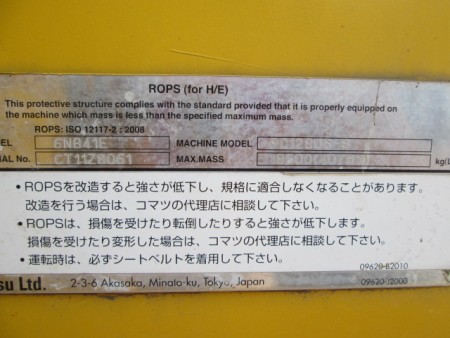 ROPS (for H/E)
This protective structure complies with the standard provided that it is properly equipped on
the machine which mass is less than the specified maximum mass.
ROPS: ISO 12117-2 : 2008
EL 6NB41E MACHINE MODEL
IAL No. CT11ZB061 MAX.MASS kg(
・ROPSを改造すると強さが低下し、規格に適合しなくなることがあります。
改造を行う場合は、コマツの代理店に相談して下さい。
・ROPSは、損傷を受けたり転倒したりすると強さが低下します。
損傷を受けたり変形した場合は、コマツの代理店に相談して下さい。
・運転時は、必ずシートベルトを着用して下さい。
09620-B2010
su Ltd. 2-3-6 Akasaka, Minato-ku, Tokyo, Japan 09620-J2000